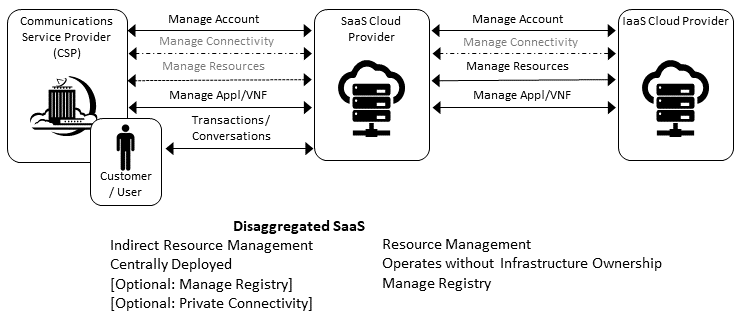 Communications
Service Provider
(CSP)
Manage Account
Manage Connectivity
Manage Resources
Manage Appl/VNF
Transactions/
Conversations
Customer
/ User
SaaS Cloud
Provider
Manage Account
Manage Connectivity
Manage Resources
Manage Appl/VNF
IaaS Cloud Provider
Disaggregated SaaS
Indirect Resource Management
Centrally Deployed
[Optional: Manage Registry]
[Optional: Private Connectivity]
Resource Management
Operates without Infrastructure Ownership
Manage Registry